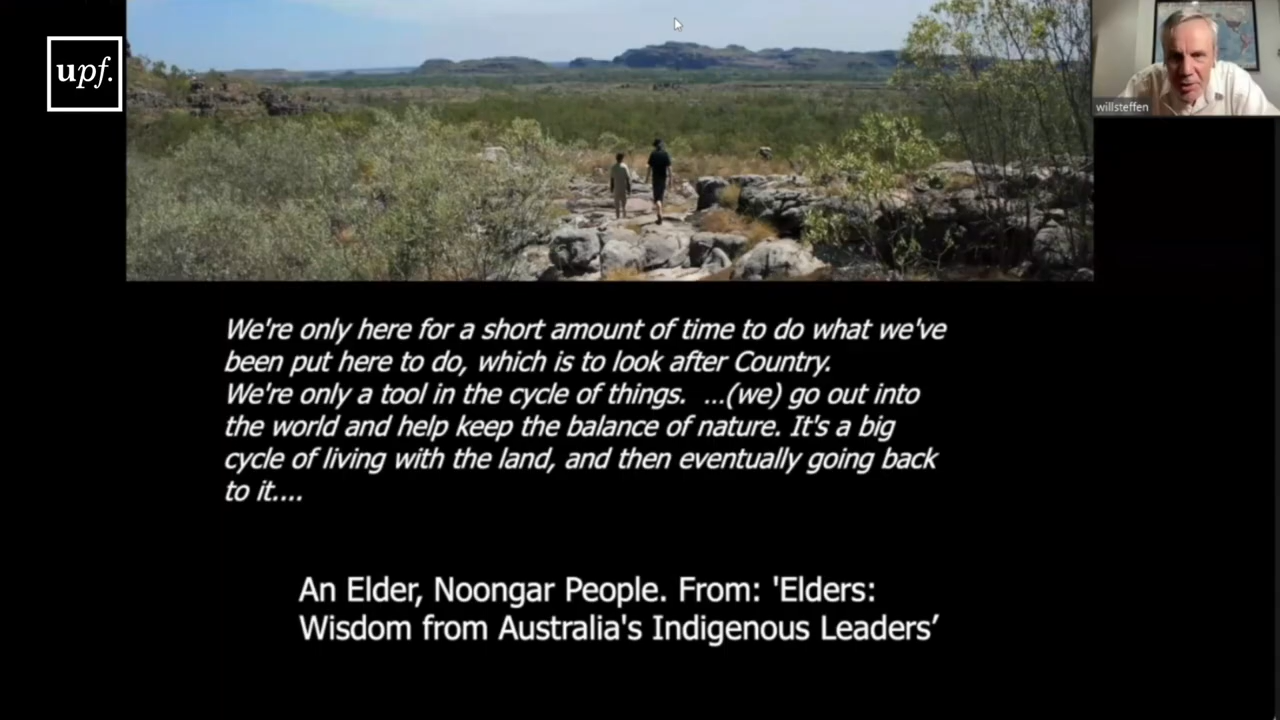 upf.
willsteffen
We're only here for a short amount of time to do what we've
been put here to do, which is to look after Country.
We're only a tool in the cycle of things.  ...(we) go out into
the world and help keep the balance of nature. It's a big
cycle of living with the land, and then eventually going back
to it....
An Elder, Noongar People. From: 'Elders:
Wisdom from Australia's Indigenous Leaders’